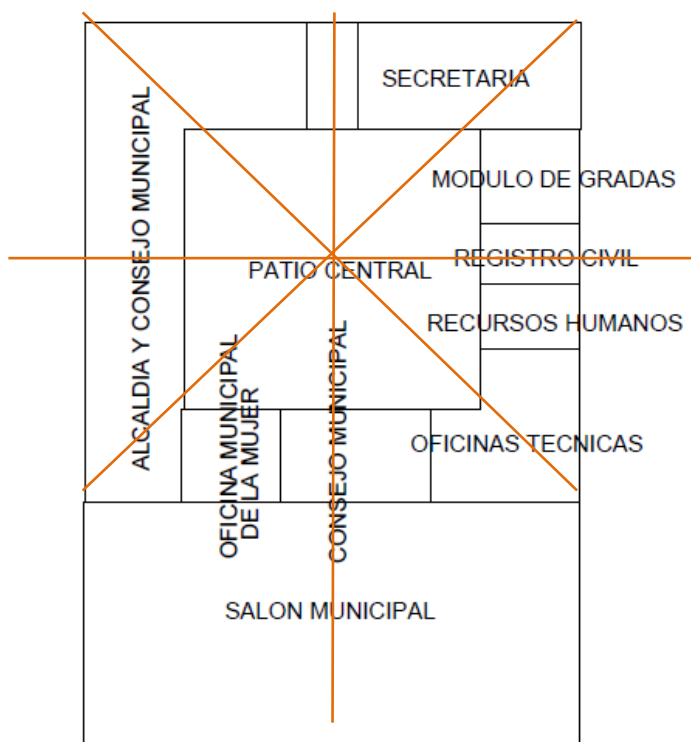 SECRETARIA
ALCALDIA Y CONSEJO MUNICIPAL
MODULO DE GRADAS
PATIO CENTRAL
REGISTRO CIVIL
RECURSOS HUMANOS
OFICINA MUNICIPAL
DE LA MUJER
CONSEJO MUNICIPAL
OFICINAS TECNICAS
SALON MUNICIPAL